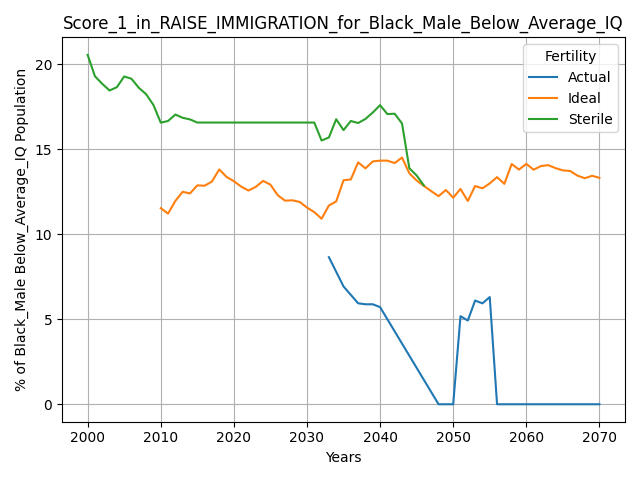 Score_1_in_RAISE_IMMIGRATION_for_Black_Male_Below_Average_IQ
Fertility
Actual
Ideal
Sterile
% of Black_Male Below_Average_IQ Population
20
15
10
5
0
2000 2010 2020 2030 2040 2050 2060 2070
Years